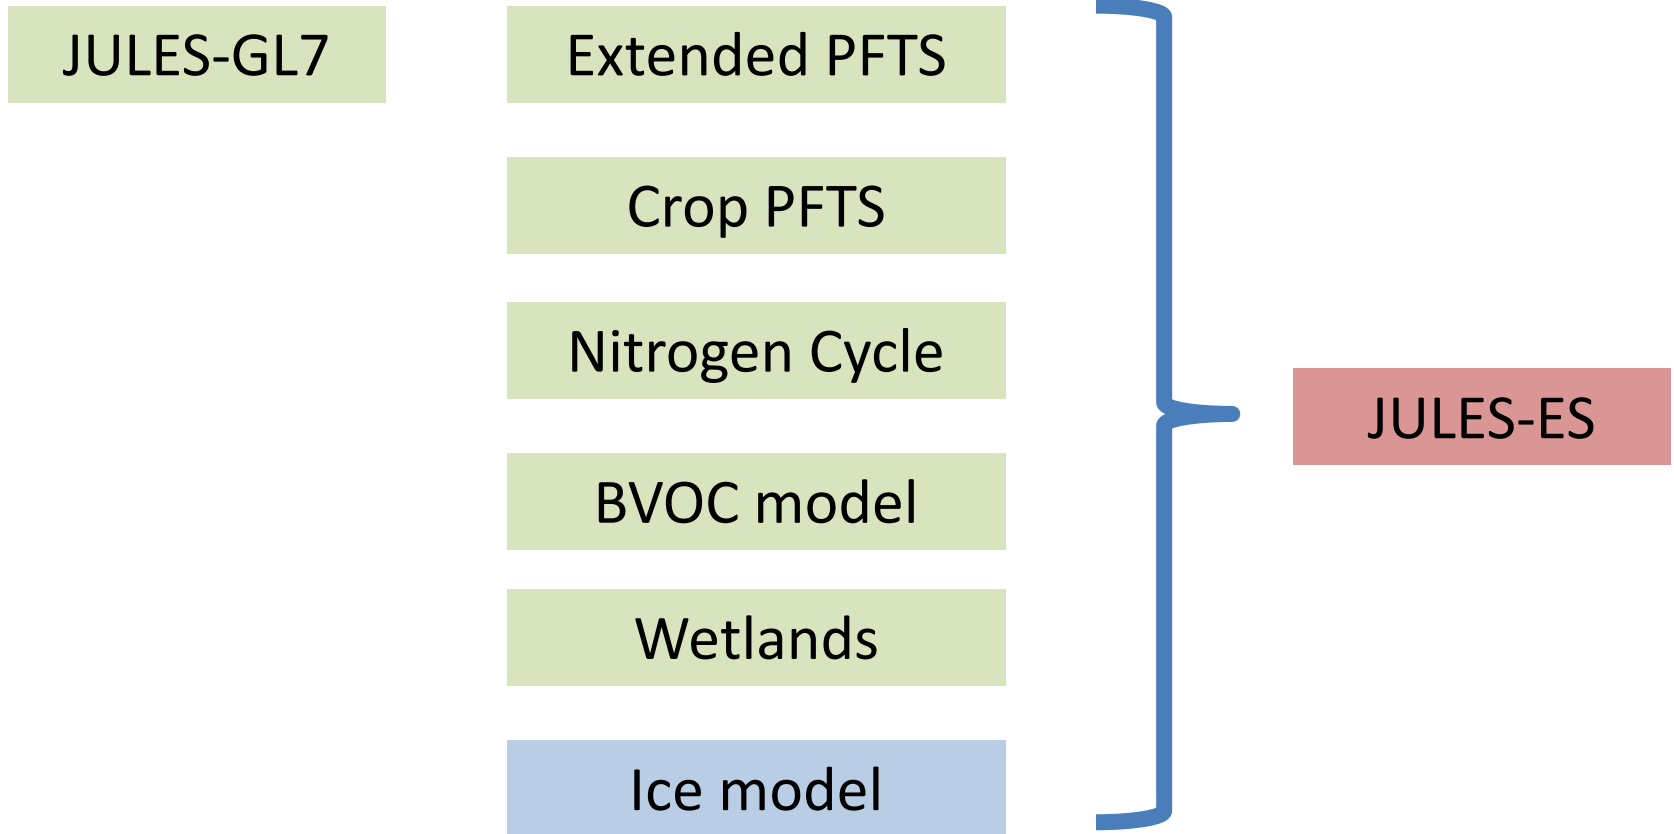 JULES-GL7
Extended PFTS
Crop PFTS
Nitrogen Cycle
BVOC model
Wetlands
Ice model
JULES-ES